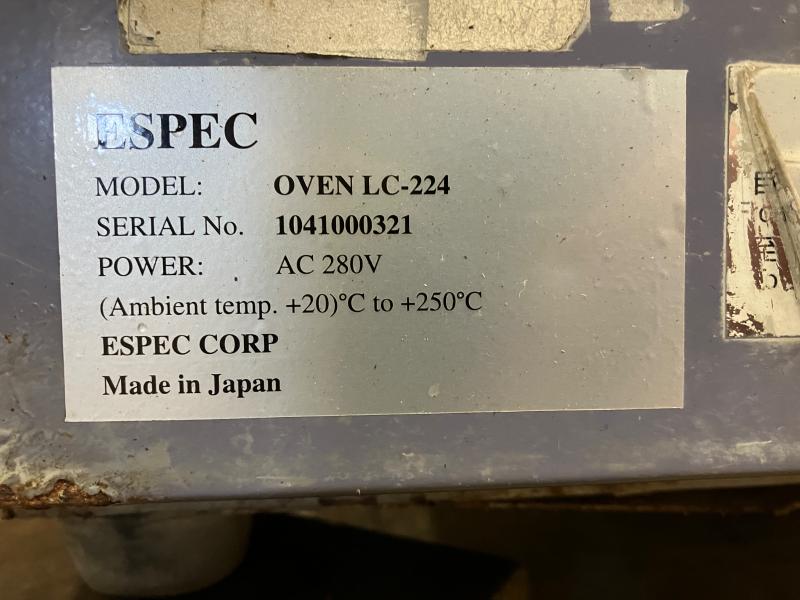 ESPEC
MODEL: OVEN LC-224
SERIAL No. 1041000321
POWER: AC 280V
(Ambient temp. +20)°C to +250°C
ESPEC CORP
Made in Japan